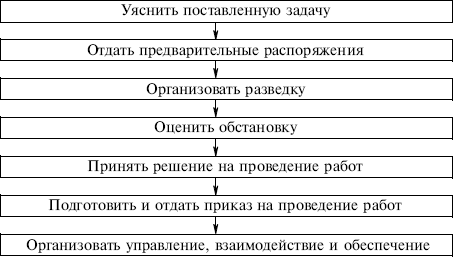 Уяснить поставленную задачу
Отдать предварительные распоряжения
Организовать разведку
Оценить обстановку
Принять решение на проведение работ
Подготовить и отдать приказ на проведение работ
Организовать управление, взаимодействие и обеспечение